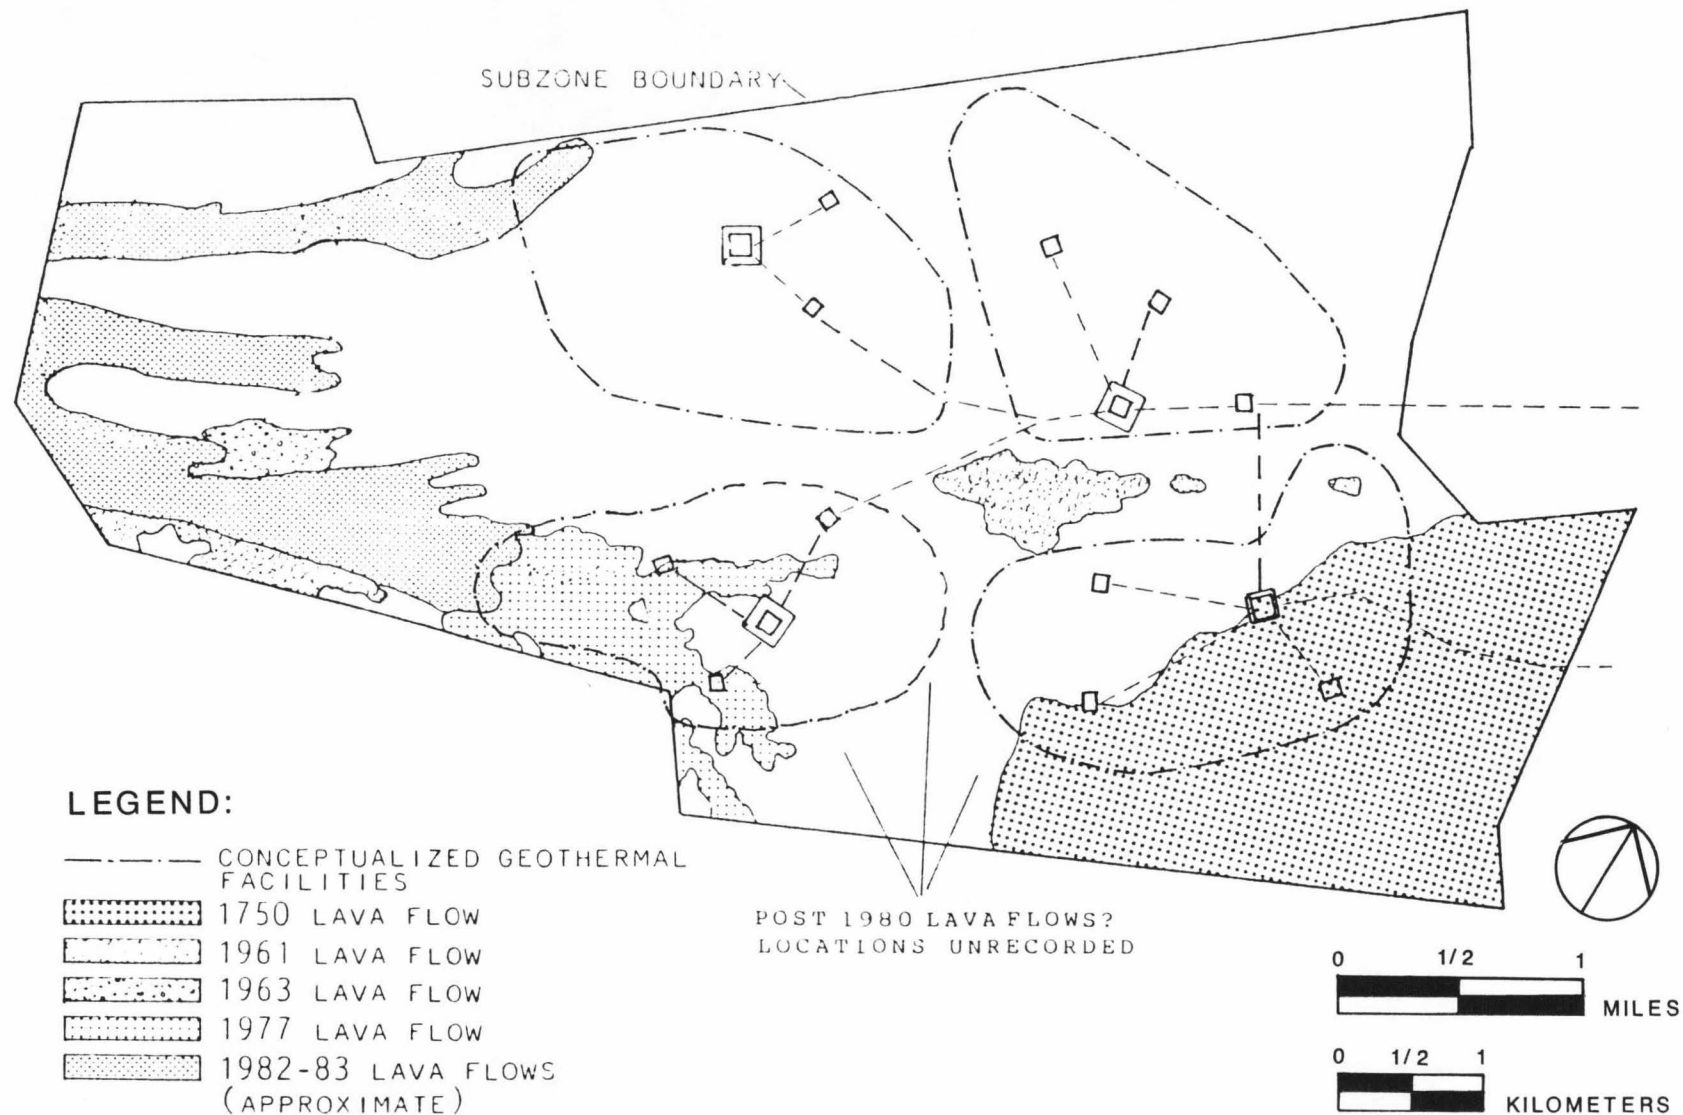 SUBZONE BOUNDARY
LEGEND:
CONCEPTUALIZED GEOTHERMAL
FACILITIES
1750 LAVA FLOW
1961 LAVA FLOW
1963 LAVA FLOW
1977 LAVA FLOW
1982-83 LAVA FLOWS
(APPROXIMATE)
POST 1980 LAVA FLOWS?
LOCATIONS UNRECORDED
0 1/2 1
MILES
0 1/2 1
KILOMETERS